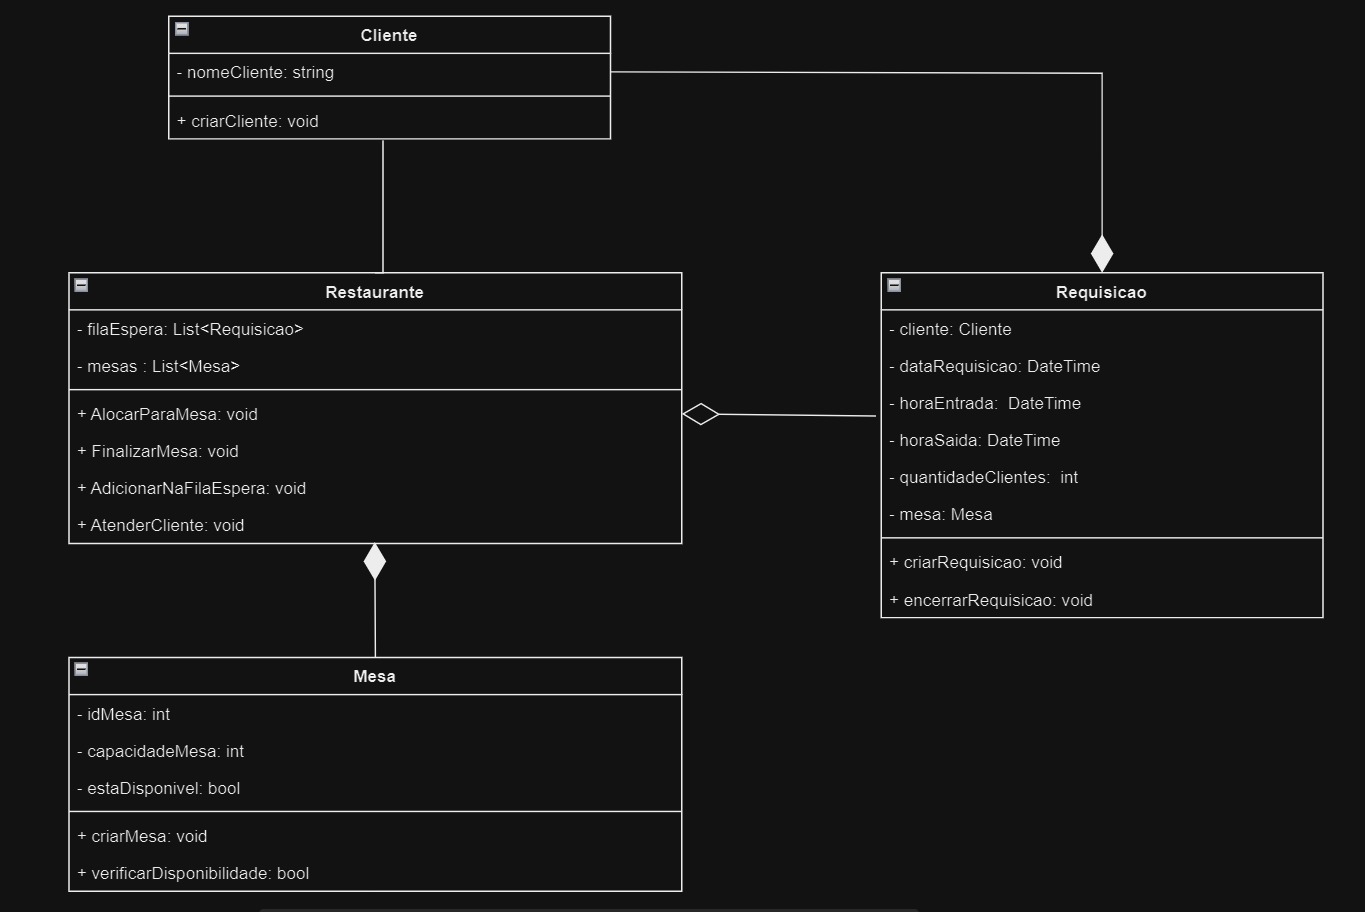 Cliente
- nomeCliente: string
+ criarCliente: void
Restaurante
- filaEspera: List<Requisicao>
- mesas : List<Mesa>
+ AlocarParaMesa: void
+ FinalizarMesa: void
+ AdicionarNaFilaEspera: void
+ AtenderCliente: void
Requisicao
- cliente: Cliente
- dataRequisicao: DateTime
- horaEntrada:  DateTime
- horaSaida: DateTime
- quantidadeClientes:  int
- mesa: Mesa
+ criarRequisicao: void
+ encerrarRequisicao: void
Mesa
- idMesa: int
- capacidadeMesa: int
- estaDisponivel: bool
+ criarMesa: void
+ verificarDisponibilidade: bool